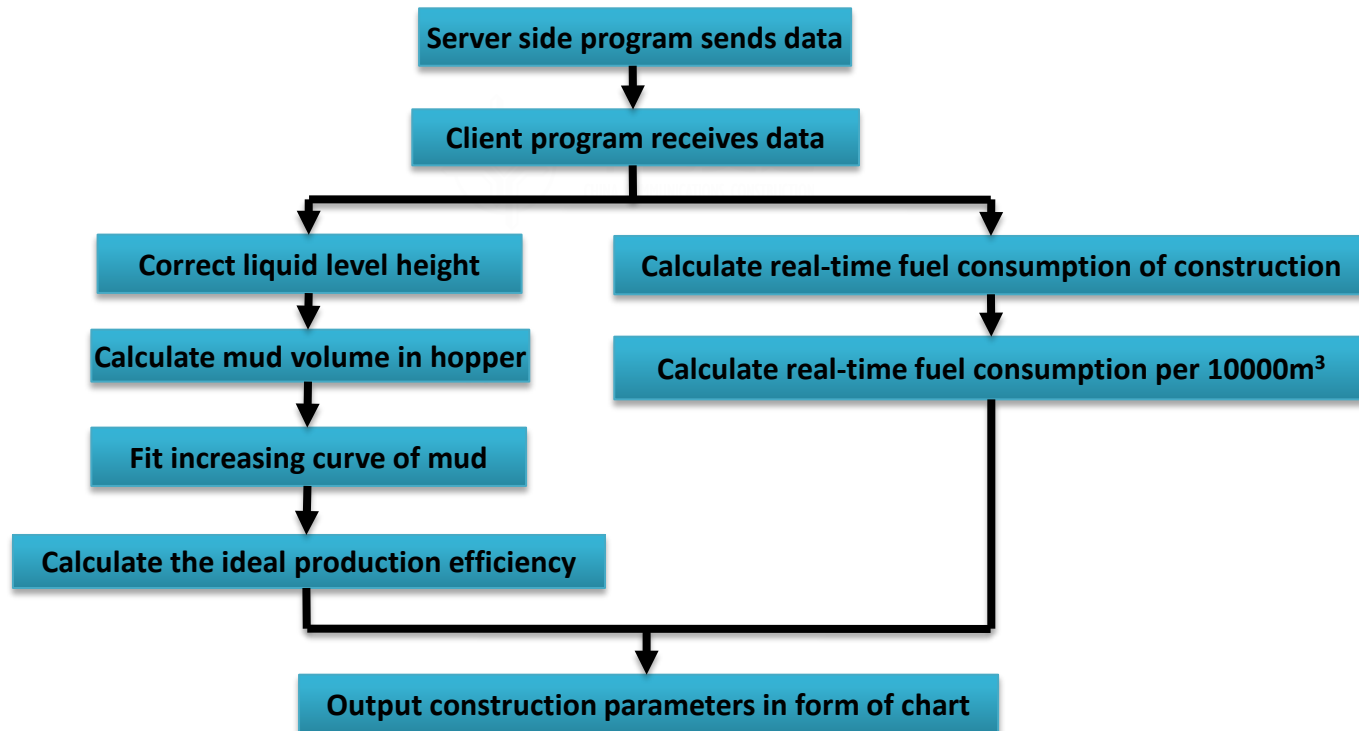 Server side program sends data
Client program receives data
Correct liquid level height
Calculate real-time fuel consumption of construction
Calculate mud volume in hopper
Calculate real-time fuel consumption per 10000m³
Fit increasing curve of mud
Calculate the ideal production efficiency
Output construction parameters in form of chart